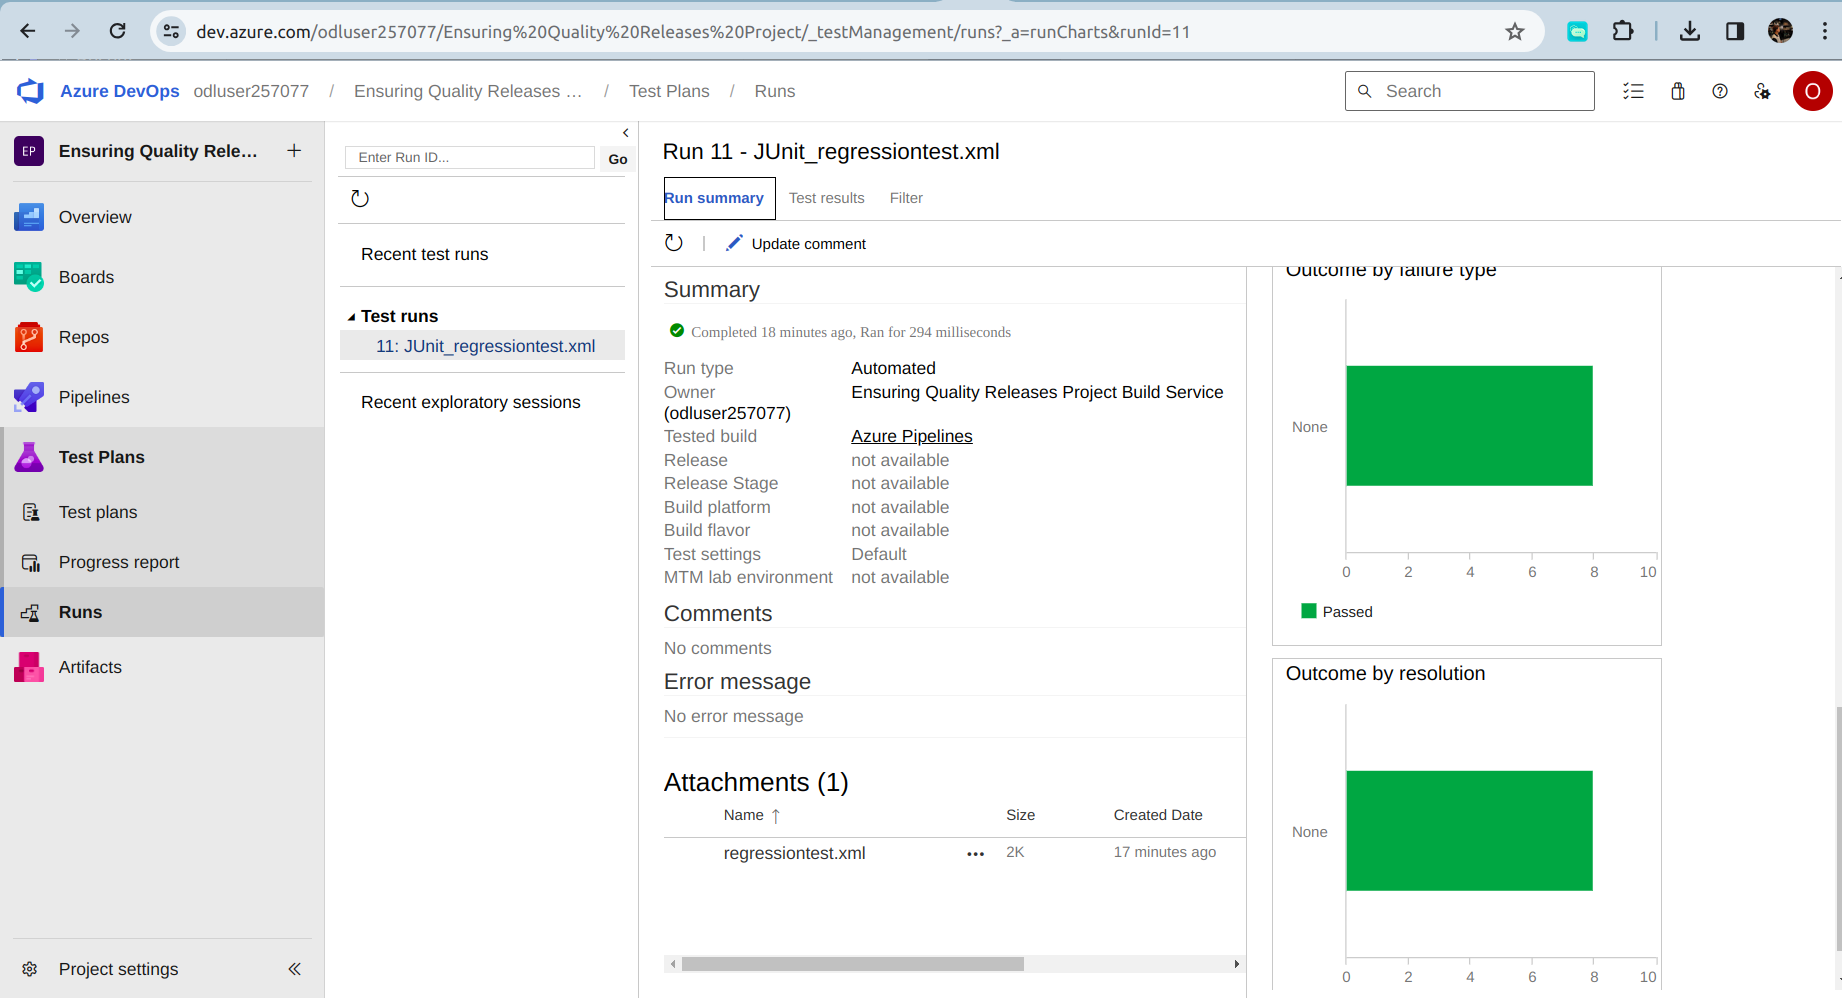 dev.azure.com/odluser257077/Ensuring%20Quality%20Releases%20Project/_testManagement/runs?_a=runCharts&runId=11
Azure DevOps odluser257077 / Ensuring Quality Releases ... / Test Plans / Runs
Search
O
EP Ensuring Quality Rele... +
Overview
Boards
Repos
Pipelines
Test Plans
Test plans
Progress report
Runs
Artifacts
Project settings
Enter Run ID...
Go
Recent test runs
Test runs
11: JUnit_regressiontest.xml
Recent exploratory sessions
Run 11 - JUnit_regressiontest.xml
Run summary Test results Filter
Update comment
Summary
Completed 18 minutes ago, Ran for 294 milliseconds
Run type Automated
Owner Ensuring Quality Releases Project Build Service
(odluser257077)
Tested build Azure Pipelines
Release not available
Release Stage not available
Build platform not available
Build flavor not available
Test settings Default
MTM lab environment not available
Comments
No comments
Error message
No error message
Attachments (1)
Name ↑ Size Created Date
regressiontest.xml ... 2K 17 minutes ago
Outcome by failure type
None
0 2 4 6 8 10
Passed
Outcome by resolution
None
0 2 4 6 8 10